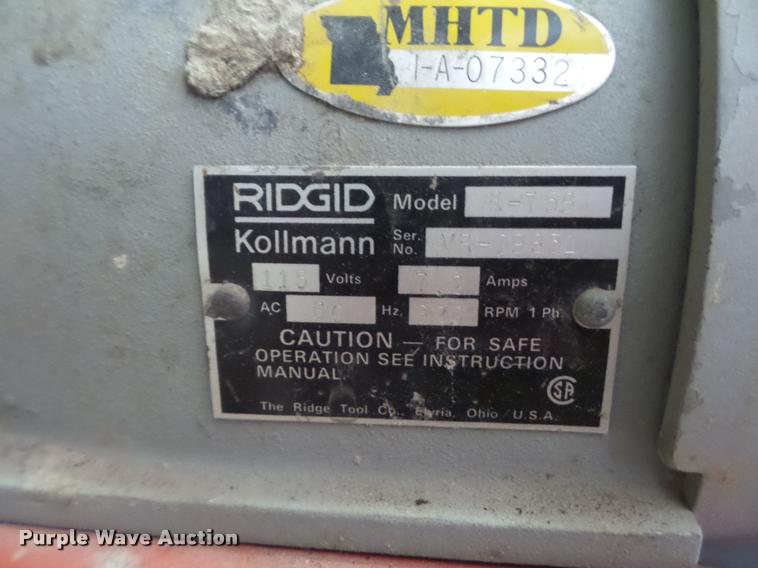 MHTD
I-A-07332
RIDGID Model
Kollmann Ser. No.
115 Volts Amps
AC Hz. RPM 1 Ph.
CAUTION — FOR SAFE
OPERATION SEE INSTRUCTION
MANUAL.
The Ridge Tool Co., Elyria, Ohio U.S.A.
Purple Wave Auction